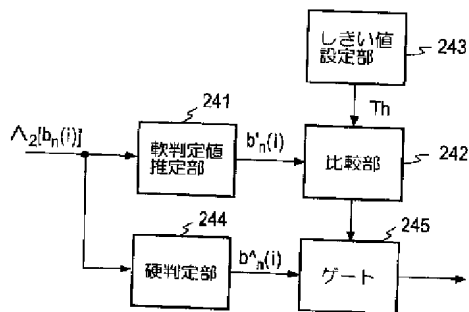 しきい値
設定部
243
Th
241
Λ₂[bₙ(i)]
軟判定値
推定部
b'ₙ(i)
比較部
242
244
硬判定部
b^ₙ(i)
245
ゲート